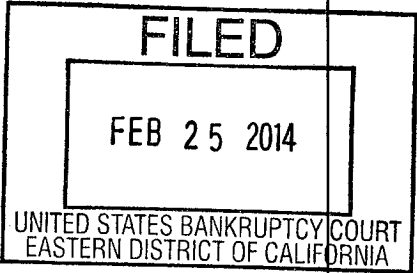 FILED
FEB 25 2014
UNITED STATES BANKRUPTCY COURT
EASTERN DISTRICT OF CALIFORNIA